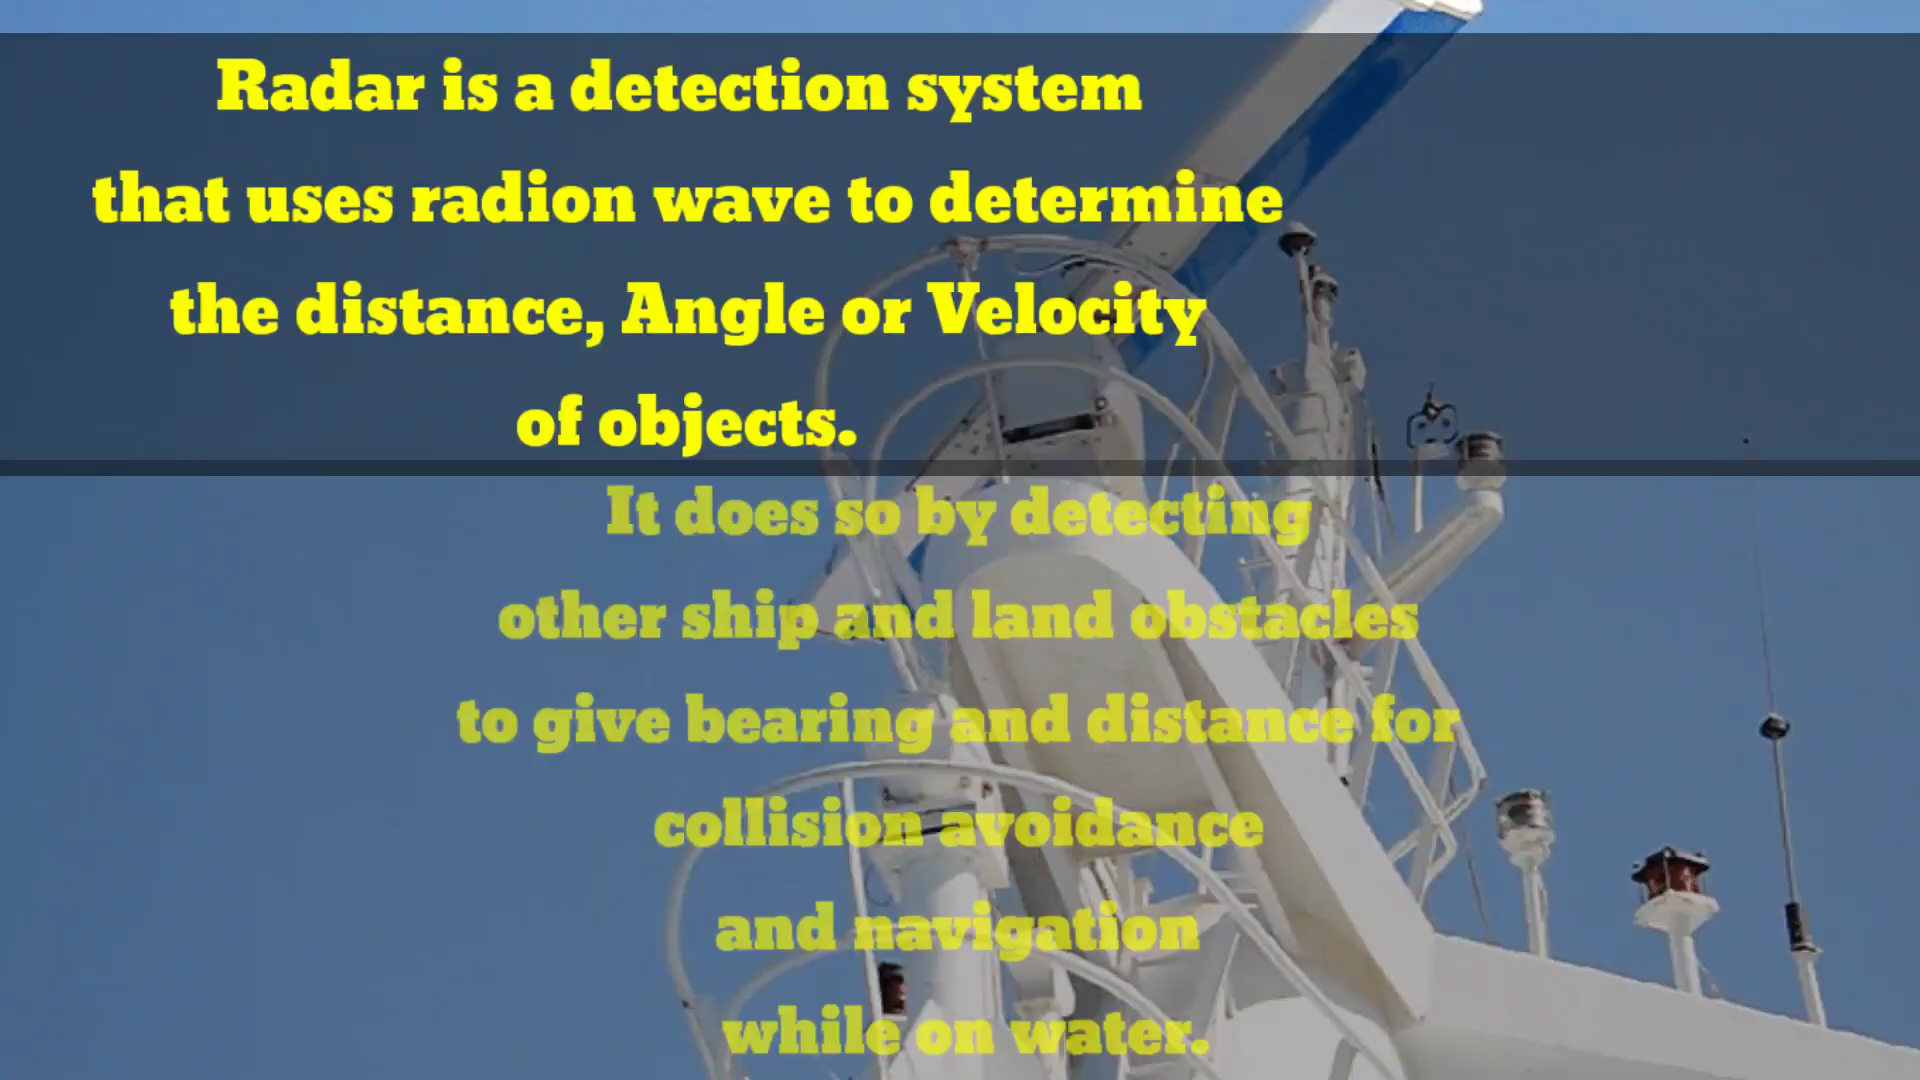 Radar is a detection system
that uses radion wave to determine
the distance, Angle or Velocity
of objects.
It does so by detecting
other ship and land obstacles
to give bearing and distance for
collision avoidance
and navigation
while on water.